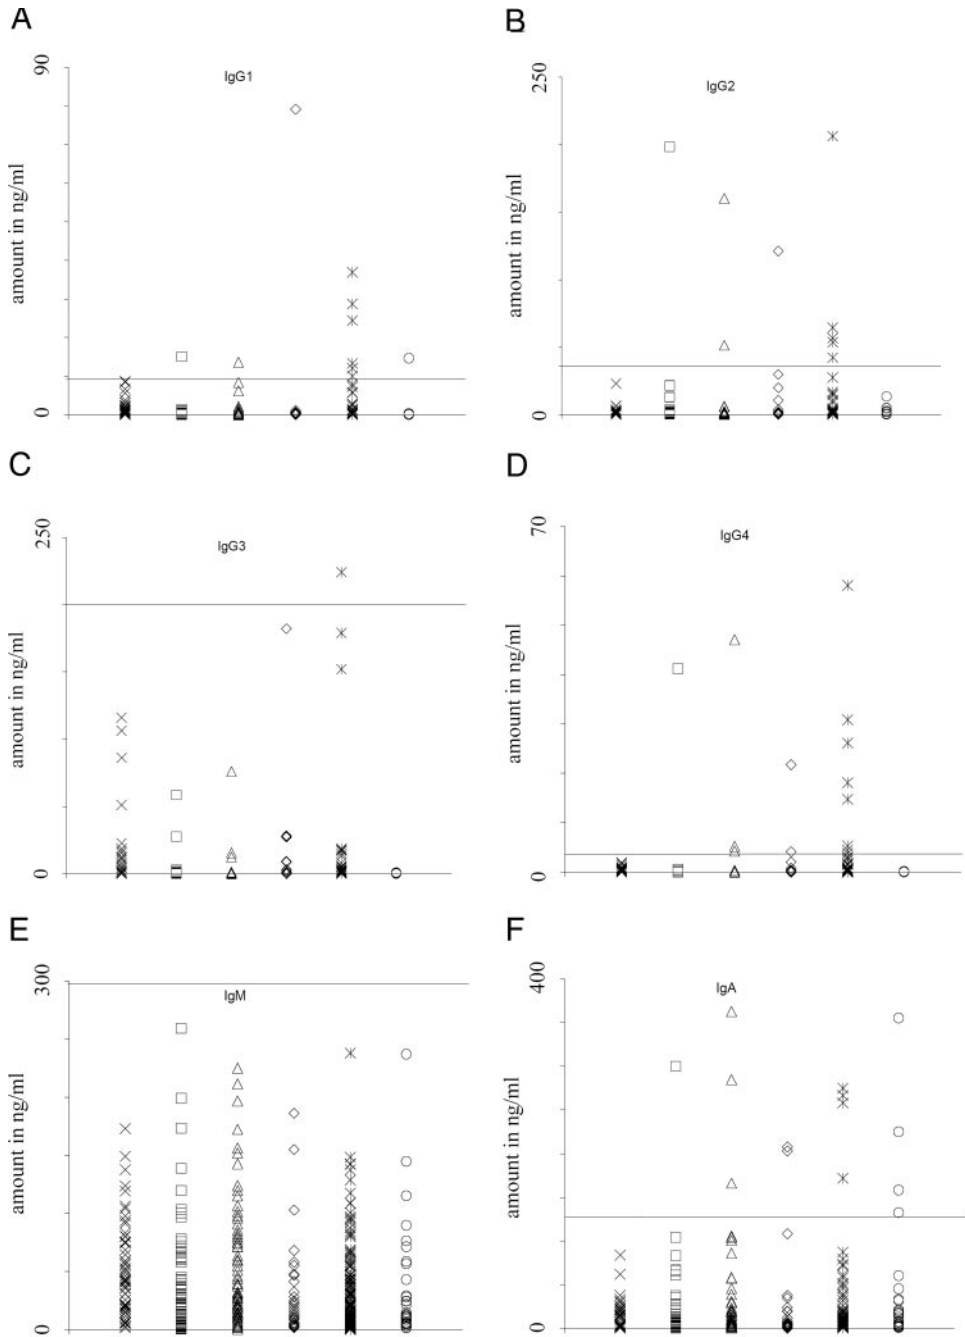 A
90
IgG1
amount in ng/ml
0
B
250
IgG2
amount in ng/ml
0
C
250
IgG3
amount in ng/ml
0
D
70
IgG4
amount in ng/ml
0
E
300
IgM
amount in ng/ml
0
F
400
IgA
amount in ng/ml
0